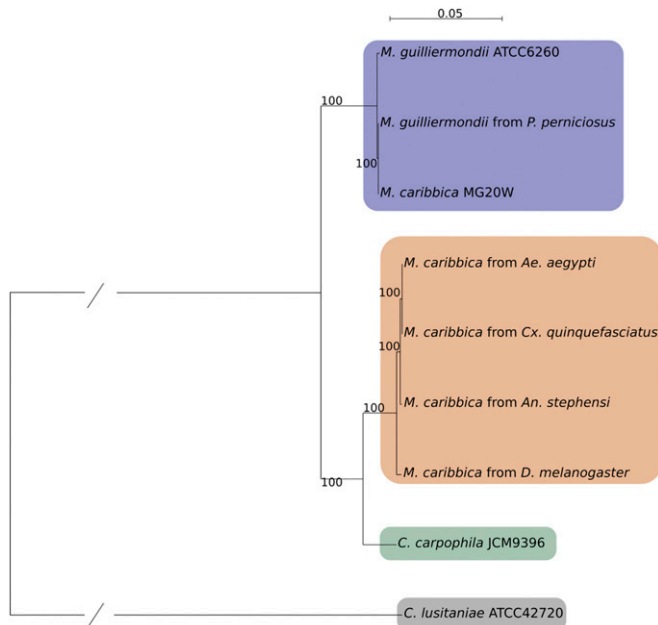 0.05
M. guilliermondii ATCC6260
100
M. guilliermondii from P. perniciosus
100
M. caribbica MG20W
M. caribbica from Ae. aegypti
100
M. caribbica from Cx. quinquefasciatus
100
M. caribbica from An. stephensi
100
M. caribbica from D. melanogaster
100
C. carpophila JCM9396
C. lusitaniae ATCC42720